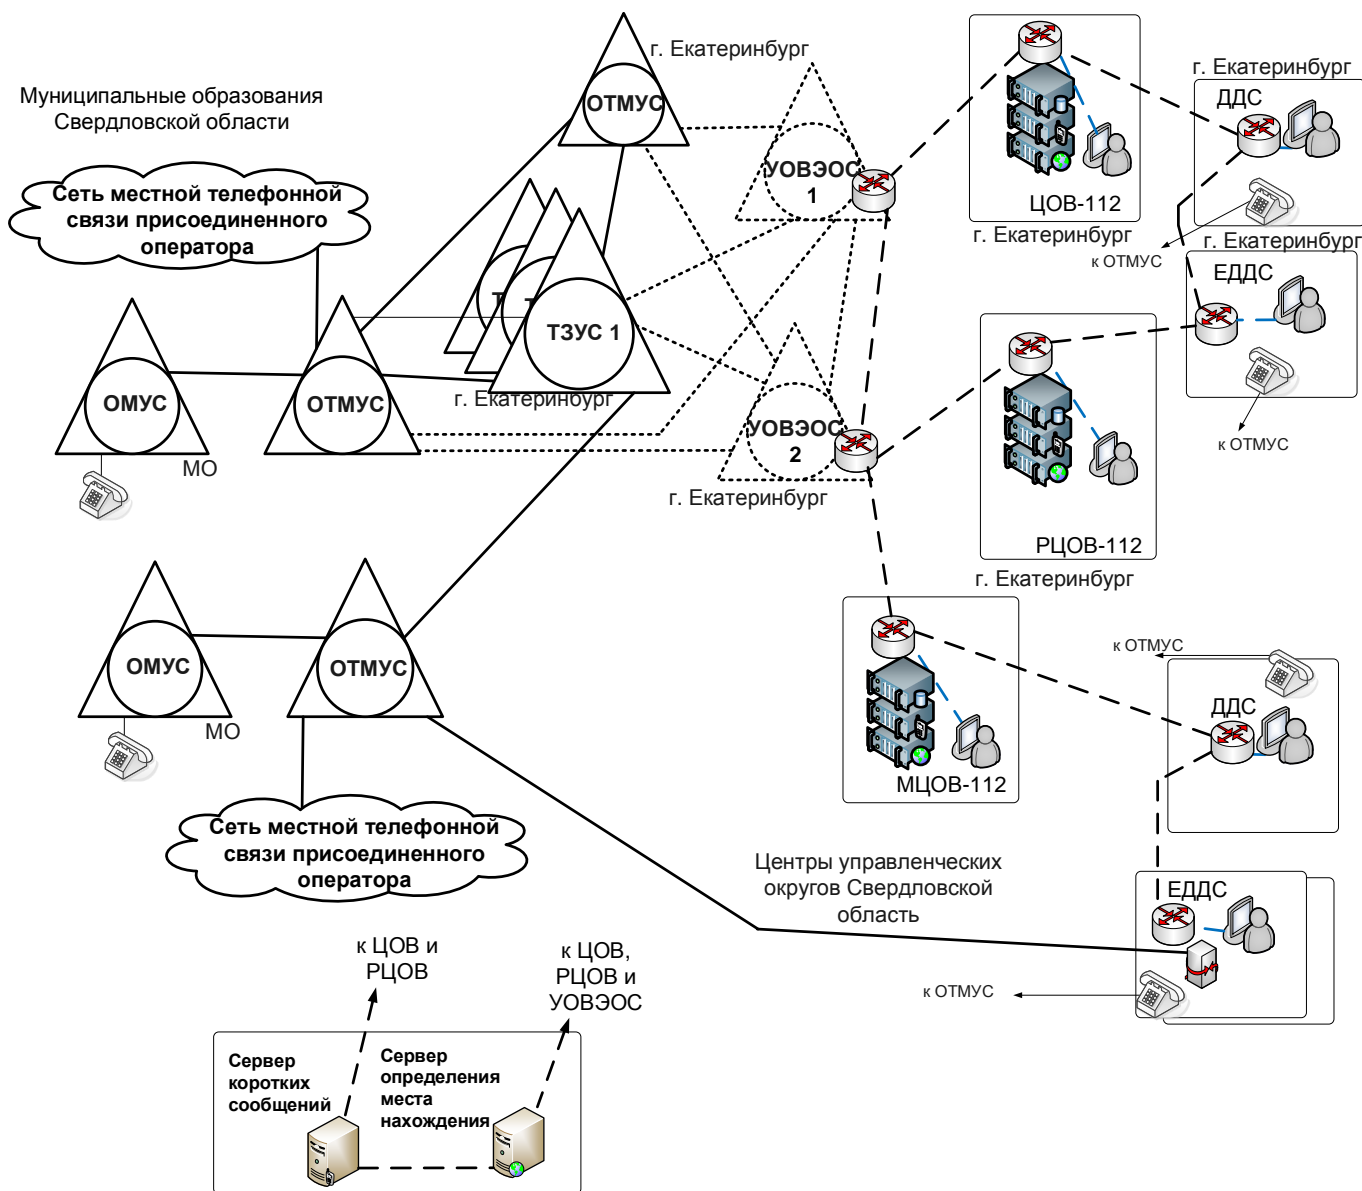 г. Екатеринбург
ОТМУС
Муниципальные образования
Свердловской области
Сеть местной телефонной
связи присоединенного
оператора
УОВЭОС
1
ЦОВ-112
г. Екатеринбург
г. Екатеринбург
ДДС
к ОТМУС
г. Екатеринбург
ЕДДС
к ОТМУС
ТЗУС 1
г. Екатеринбург
ОМУС
МО
ОТМУС
УОВЭОС
2
г. Екатеринбург
РЦОВ-112
г. Екатеринбург
ОМУС
МО
ОТМУС
МЦОВ-112
к ОТМУС
ДДС
Сеть местной телефонной
связи присоединенного
оператора
Центры управленческих
округов Свердловской
область
ЕДДС
к ОТМУС
к ЦОВ и
РЦОВ
к ЦОВ,
РЦОВ и
УОВЭОС
Сервер
коротких
сообщений
Сервер
определения
места
нахождения